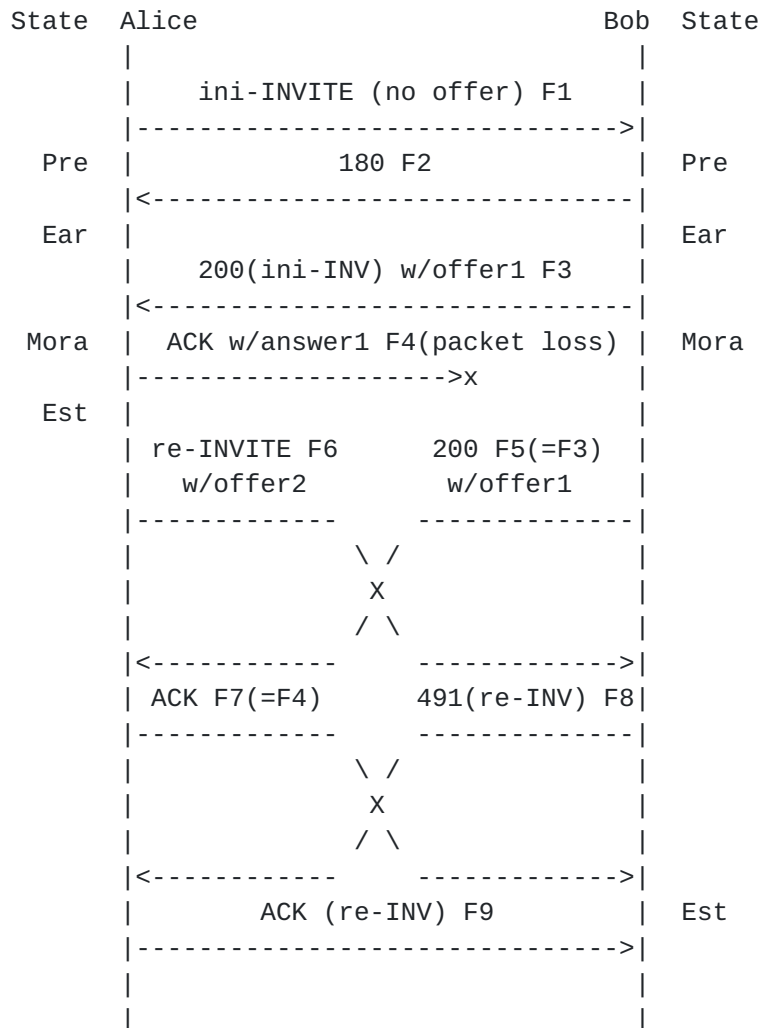 State  Alice                           Bob  State
       |                                |
       |    ini-INVITE (no offer) F1    |
       |------------------------------->|
  Pre  |             180 F2             |  Pre
       |<-------------------------------|
  Ear  |                                |  Ear
       |    200(ini-INV) w/offer1 F3    |
       |<-------------------------------|
 Mora  |  ACK w/answer1 F4(packet loss) |  Mora
       |-------------------->x          |
  Est  |                                |
       | re-INVITE F6      200 F5(=F3)  |
       |   w/offer2         w/offer1    |
       |-------------     --------------|
       |              \ /               |
       |               X                |
       |              / \               |
       |<------------     ------------->|
       | ACK F7(=F4)      491(re-INV) F8|
       |-------------     --------------|
       |              \ /               |
       |               X                |
       |              / \               |
       |<------------     ------------->|
       |        ACK (re-INV) F9         |  Est
       |------------------------------->|
       |                                |
       |                                |